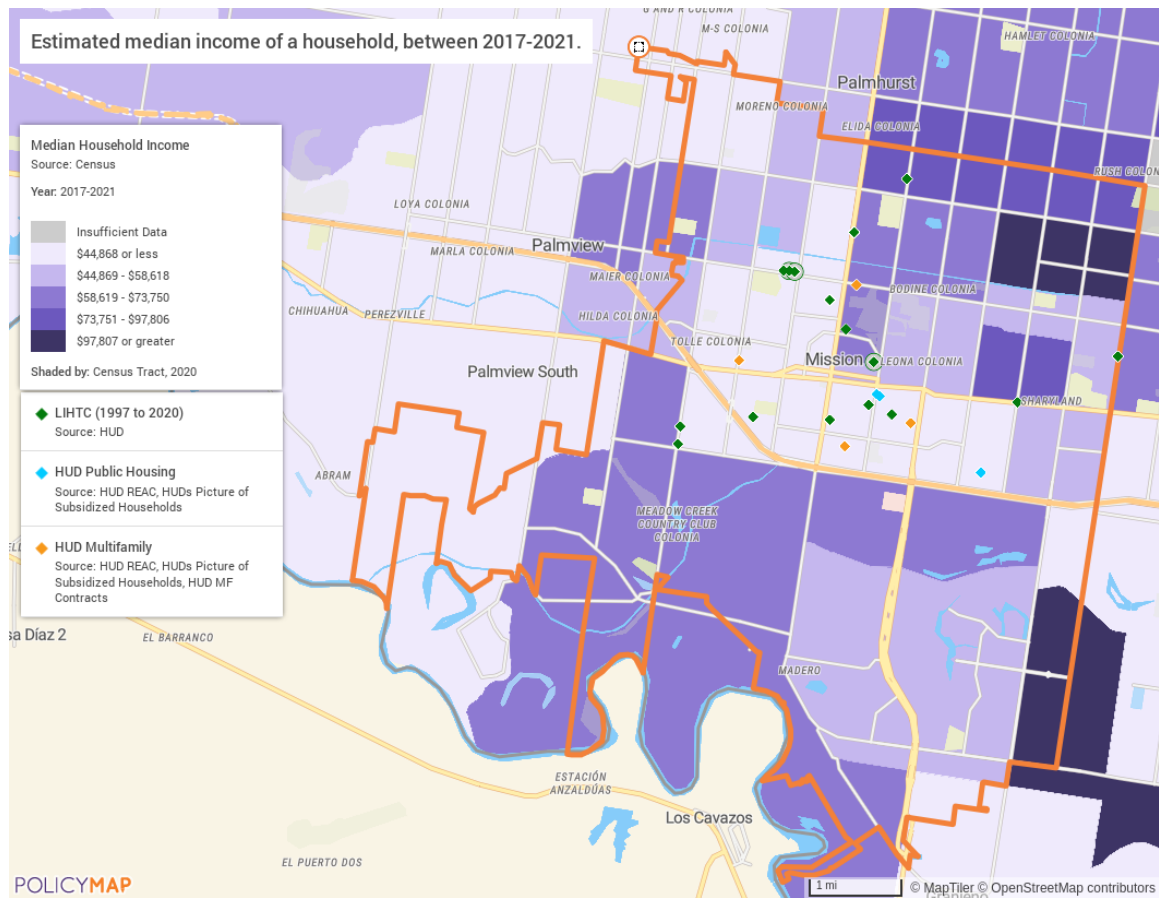 Estimated median income of a household, between 2017-2021.
Median Household Income
Source: Census
Year: 2017-2021
Insufficient Data
$44,868 or less
$44,869 - $58,618
$58,619 - $73,750
$73,751 - $97,806
$97,807 or greater
Shaded by: Census Tract, 2020
LIHTC (1997 to 2020)
Source: HUD
HUD Public Housing
Source: HUD REAC, HUDs Picture of
Subsidized Households
HUD Multifamily
Source: HUD REAC, HUDs Picture of
Subsidized Households, HUD MF
Contracts
G AND R COLONIA
M-S COLONIA
HAMLET COLONIA
Palmhurst
MORENO COLONIA
ELIDA COLONIA
RUSH COLON
LOYA COLONIA
Palmview
MARLA COLONIA
MAIER COLONIA
BODINE COLONIA
CHIHUAHUA
PEREZVILLE
HILDA COLONIA
TOLLE COLONIA
Mission
LEONA COLONIA
Palmview South
SHARYLAND
ABRAM
MEADOW CREEK
COUNTRY CLUB
COLONIA
sa Díaz 2
EL BARRANCO
MADERO
ESTACIÓN
ANZALDÚAS
Los Cavazos
EL PUERTO DOS
POLICYMAP
1 mi
© MapTiler © OpenStreetMap contributors